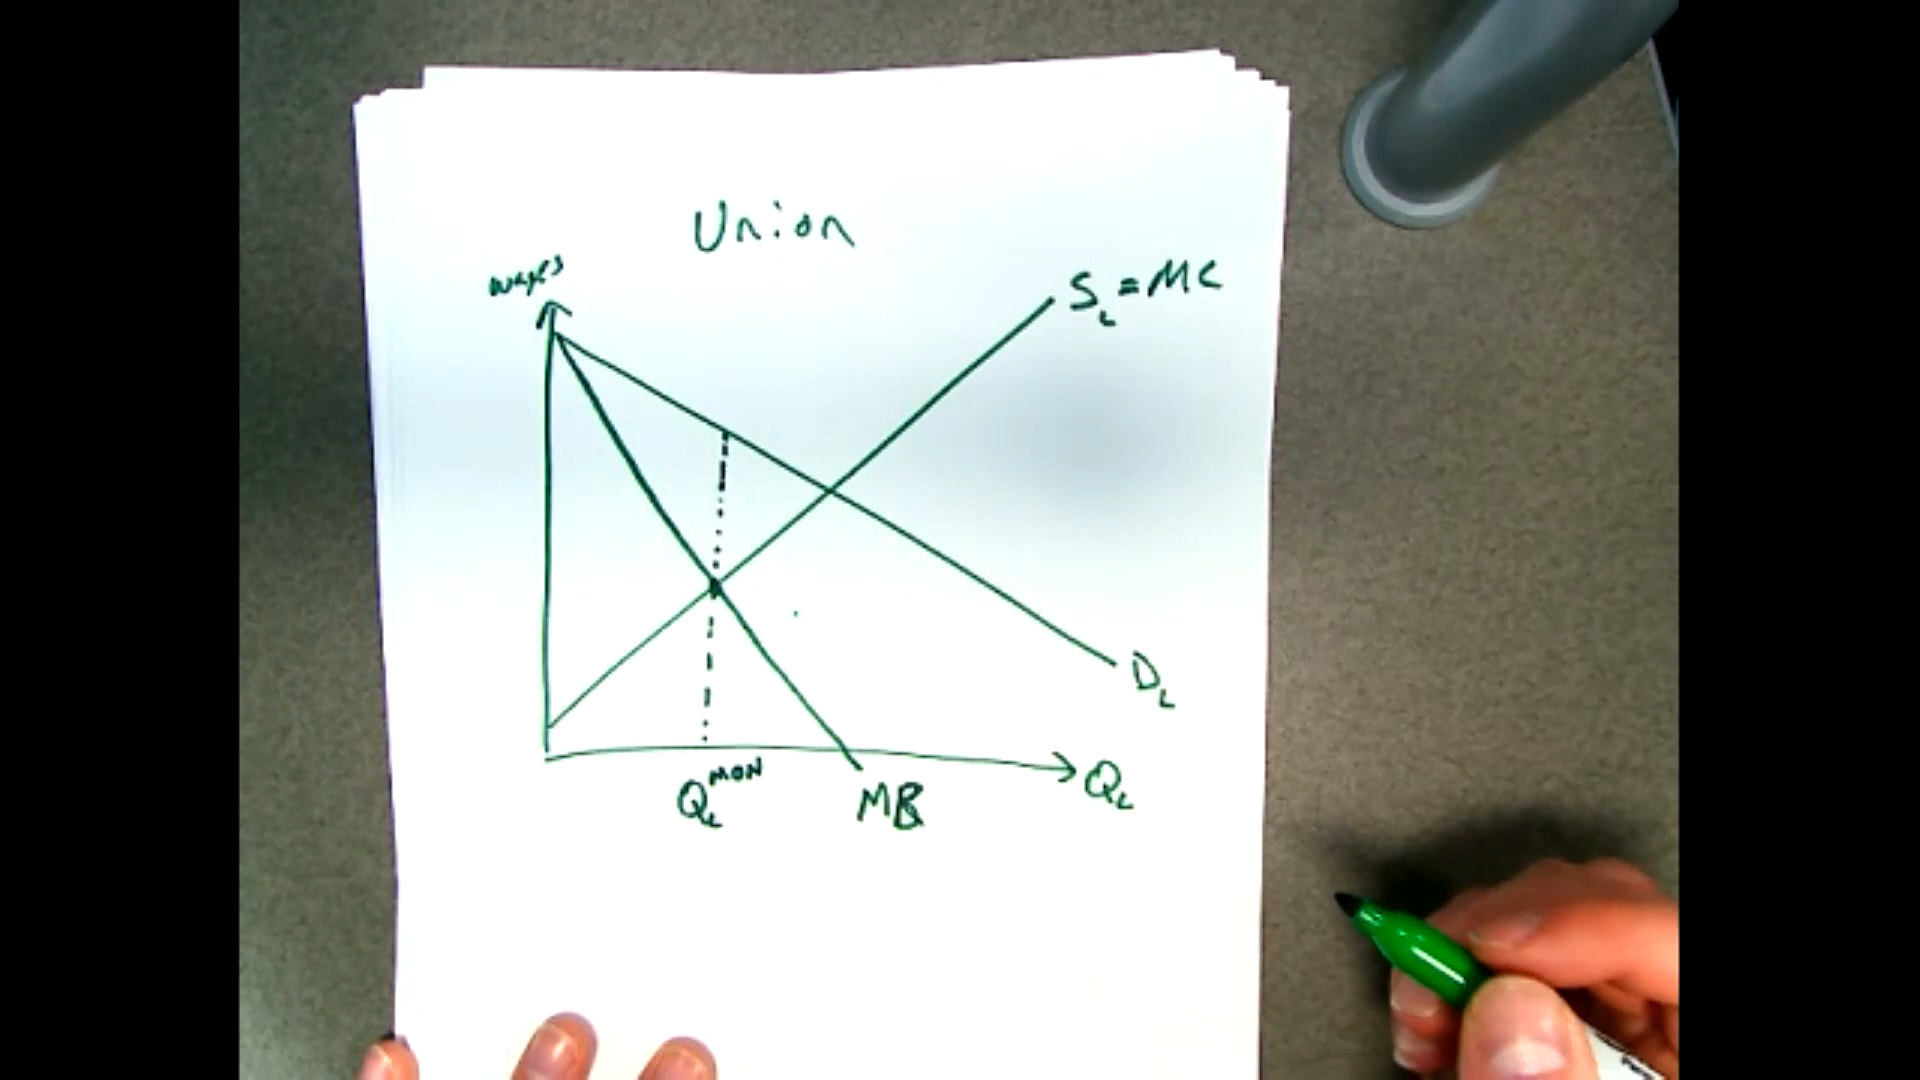 Union
wages
S_L = MC
D_L
Q_L^MON
MB
Q_L